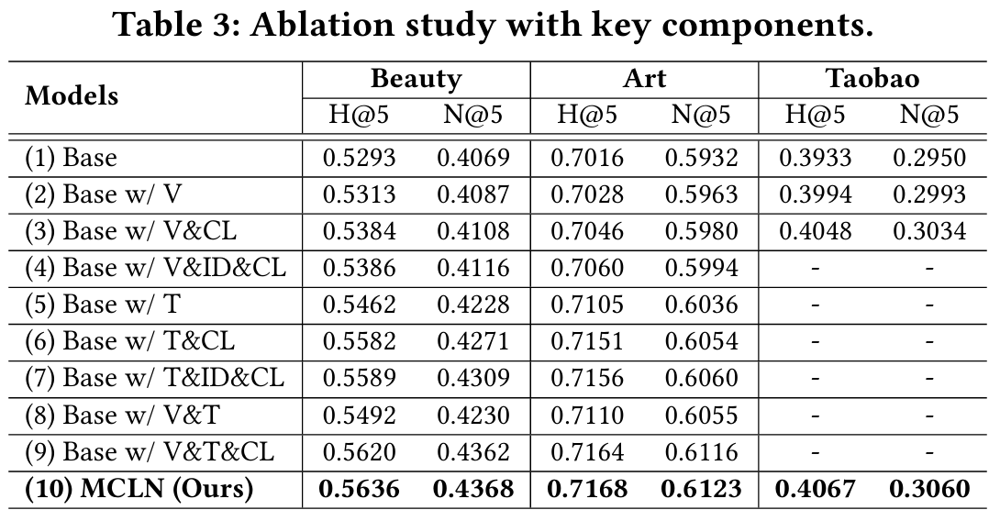 Table 3: Ablation study with key components.
Models Beauty Art Taobao
H@5 N@5 H@5 N@5 H@5 N@5
(1) Base 0.5293 0.4069 0.7016 0.5932 0.3933 0.2950
(2) Base w/ V 0.5313 0.4087 0.7028 0.5963 0.3994 0.2993
(3) Base w/ V&CL 0.5384 0.4108 0.7046 0.5980 0.4048 0.3034
(4) Base w/ V&ID&CL 0.5386 0.4116 0.7060 0.5994 - -
(5) Base w/ T 0.5462 0.4228 0.7105 0.6036 - -
(6) Base w/ T&CL 0.5582 0.4271 0.7151 0.6054 - -
(7) Base w/ T&ID&CL 0.5589 0.4309 0.7156 0.6060 - -
(8) Base w/ V&T 0.5492 0.4230 0.7110 0.6055 - -
(9) Base w/ V&T&CL 0.5620 0.4362 0.7164 0.6116 - -
(10) MCLN (Ours) 0.5636 0.4368 0.7168 0.6123 0.4067 0.3060